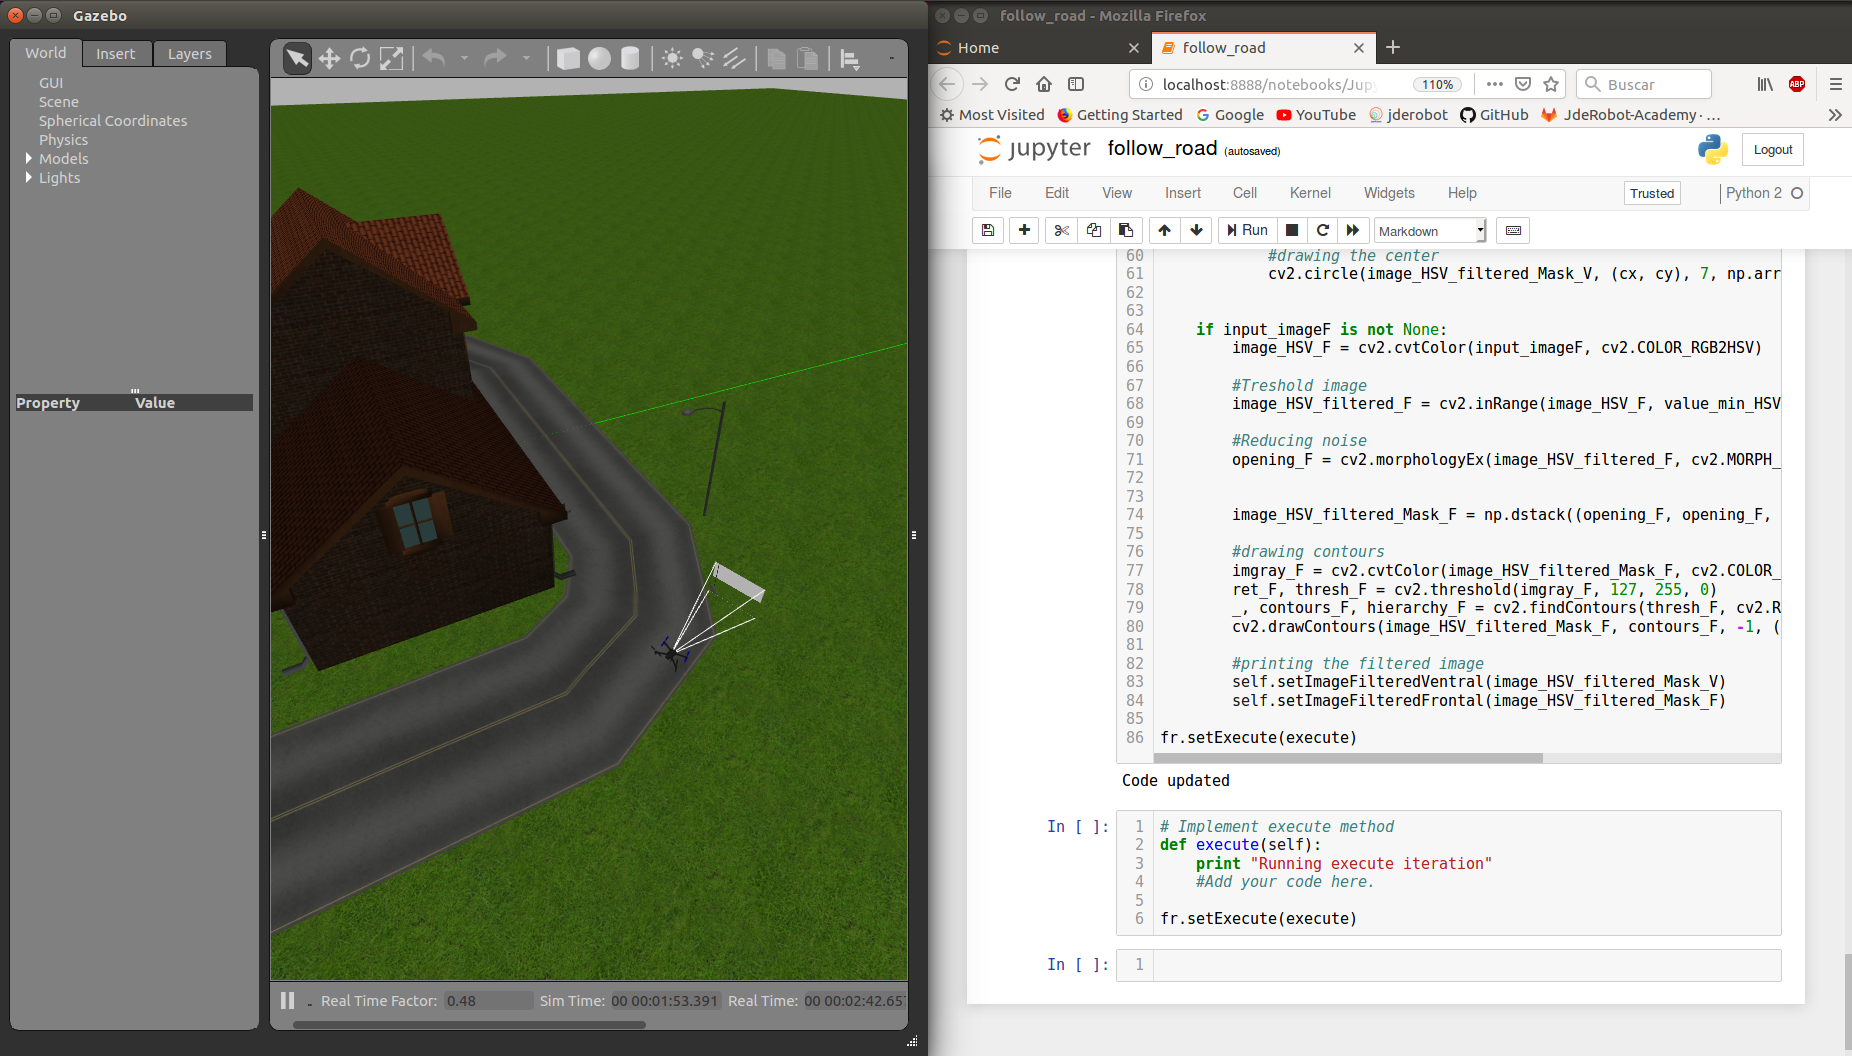 Gazebo
World Insert Layers
GUI
Scene
Spherical Coordinates
Physics
Models
Lights
Property Value
Real Time Factor: 0.48 Sim Time: 00 00:01:53.391 Real Time: 00 00:02:42.657
follow_road - Mozilla Firefox
Home follow_road
localhost:8888/notebooks/Jup 110% Buscar ABP
Most Visited Getting Started Google YouTube jderobot GitHub JdeRobot-Academy - ...
jupyter follow_road (autosaved) Logout
File Edit View Insert Cell Kernel Widgets Help Trusted Python 2
Run Markdown
60 #drawing the center
61 cv2.circle(image_HSV_filtered_Mask_V, (cx, cy), 7, np.arr
62
63
64 if input_imageF is not None:
65 image_HSV_F = cv2.cvtColor(input_imageF, cv2.COLOR_RGB2HSV)
66
67 #Treshold image
68 image_HSV_filtered_F = cv2.inRange(image_HSV_F, value_min_HSV
69
70 #Reducing noise
71 opening_F = cv2.morphologyEx(image_HSV_filtered_F, cv2.MORPH_
72
73
74 image_HSV_filtered_Mask_F = np.dstack((opening_F, opening_F,
75
76 #drawing contours
77 imgray_F = cv2.cvtColor(image_HSV_filtered_Mask_F, cv2.COLOR_
78 ret_F, thresh_F = cv2.threshold(imgray_F, 127, 255, 0)
79 _, contours_F, hierarchy_F = cv2.findContours(thresh_F, cv2.R
80 cv2.drawContours(image_HSV_filtered_Mask_F, contours_F, -1, (
81
82 #printing the filtered image
83 self.setImageFilteredVentral(image_HSV_filtered_Mask_V)
84 self.setImageFilteredFrontal(image_HSV_filtered_Mask_F)
85
86 fr.setExecute(execute)
Code updated
In [ ]: 1 # Implement execute method
2 def execute(self):
3 print "Running execute iteration"
4 #Add your code here.
5
6 fr.setExecute(execute)
In [ ]: 1